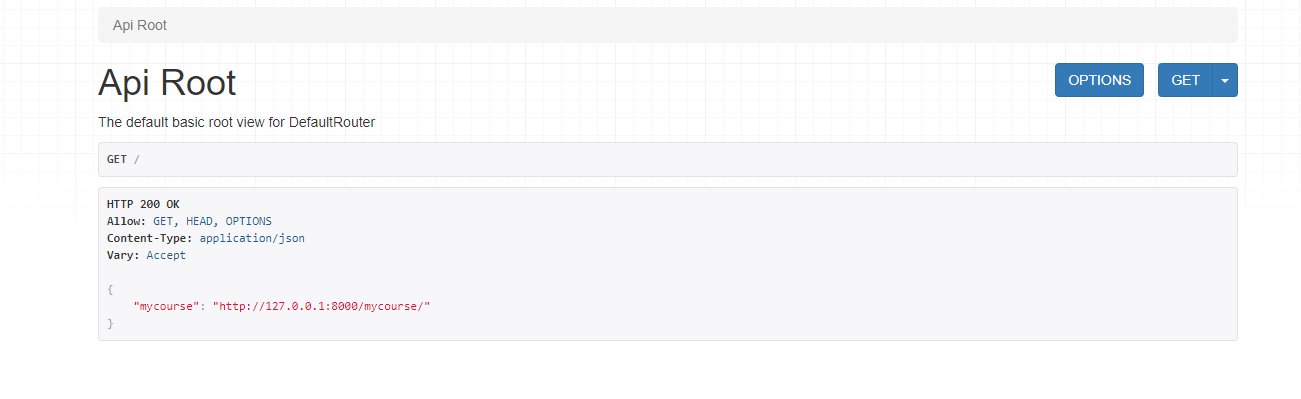 Api Root
Api Root
OPTIONS
GET
The default basic root view for DefaultRouter
GET /
HTTP 200 OK
Allow: GET, HEAD, OPTIONS
Content-Type: application/json
Vary: Accept
{
    "mycourse": "http://127.0.0.1:8000/mycourse/"
}